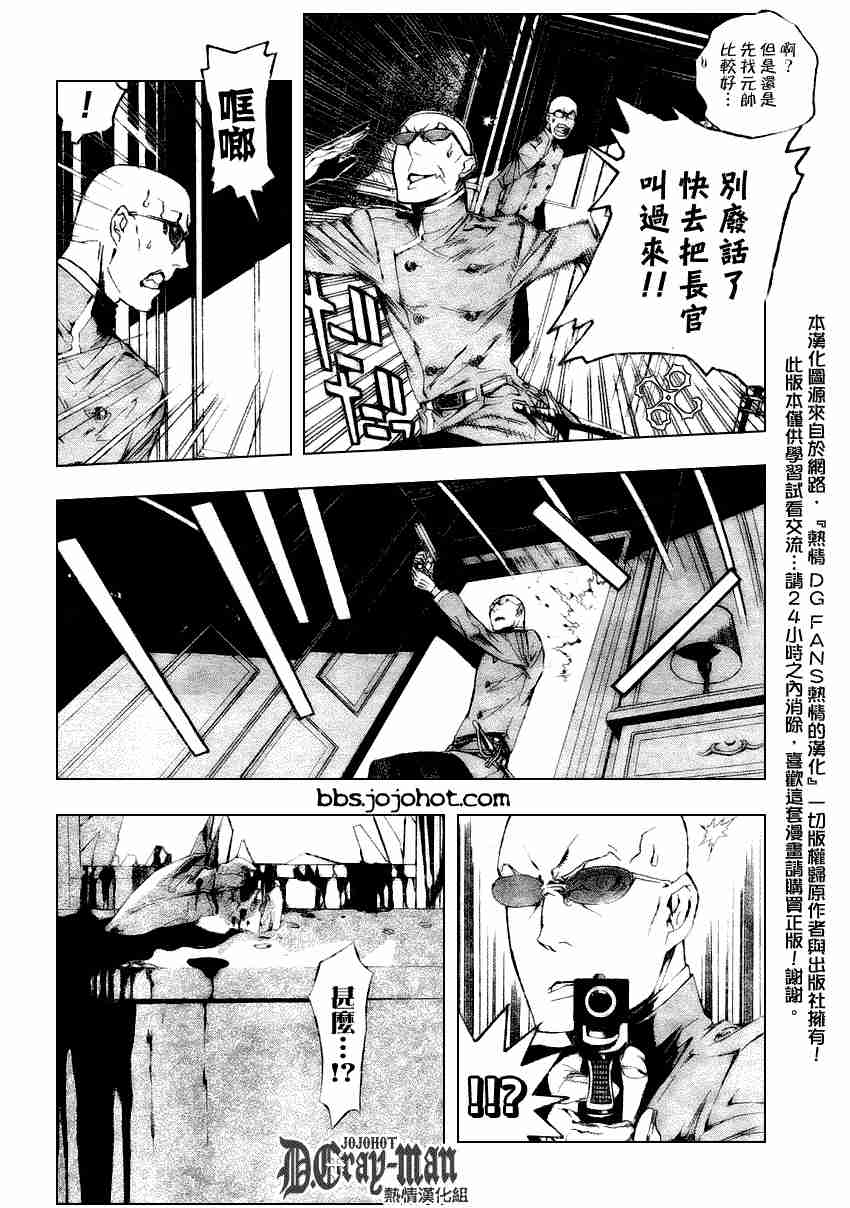 啊？
但是還是
先找元帥
比較好…
別廢話了
快去把長官
叫過來!!
哐啷
！
bbs.jojohot.com
!!?
甚麼…!?
JOJOHOT
D.Gray-man
熱情漢化組
本漢化圖源來自於網路．『熱情DG FANS熱情的漢化』一切版權歸原作者與出版社擁有！
此版本僅供學習試看交流…請24小時之內消除．喜歡這套漫畫請購買正版！謝謝。